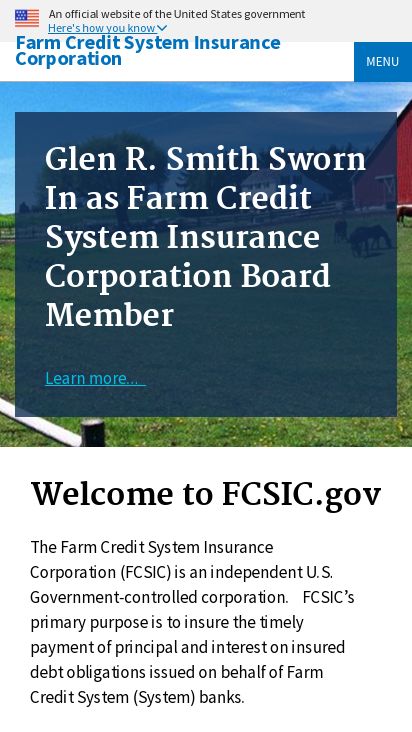 An official website of the United States government
Here's how you know
Farm Credit System Insurance
Corporation
MENU
Glen R. Smith Sworn
In as Farm Credit
System Insurance
Corporation Board
Member
Learn more...
Welcome to FCSIC.gov
The Farm Credit System Insurance
Corporation (FCSIC) is an independent U.S.
Government-controlled corporation. FCSIC’s
primary purpose is to insure the timely
payment of principal and interest on insured
debt obligations issued on behalf of Farm
Credit System (System) banks.